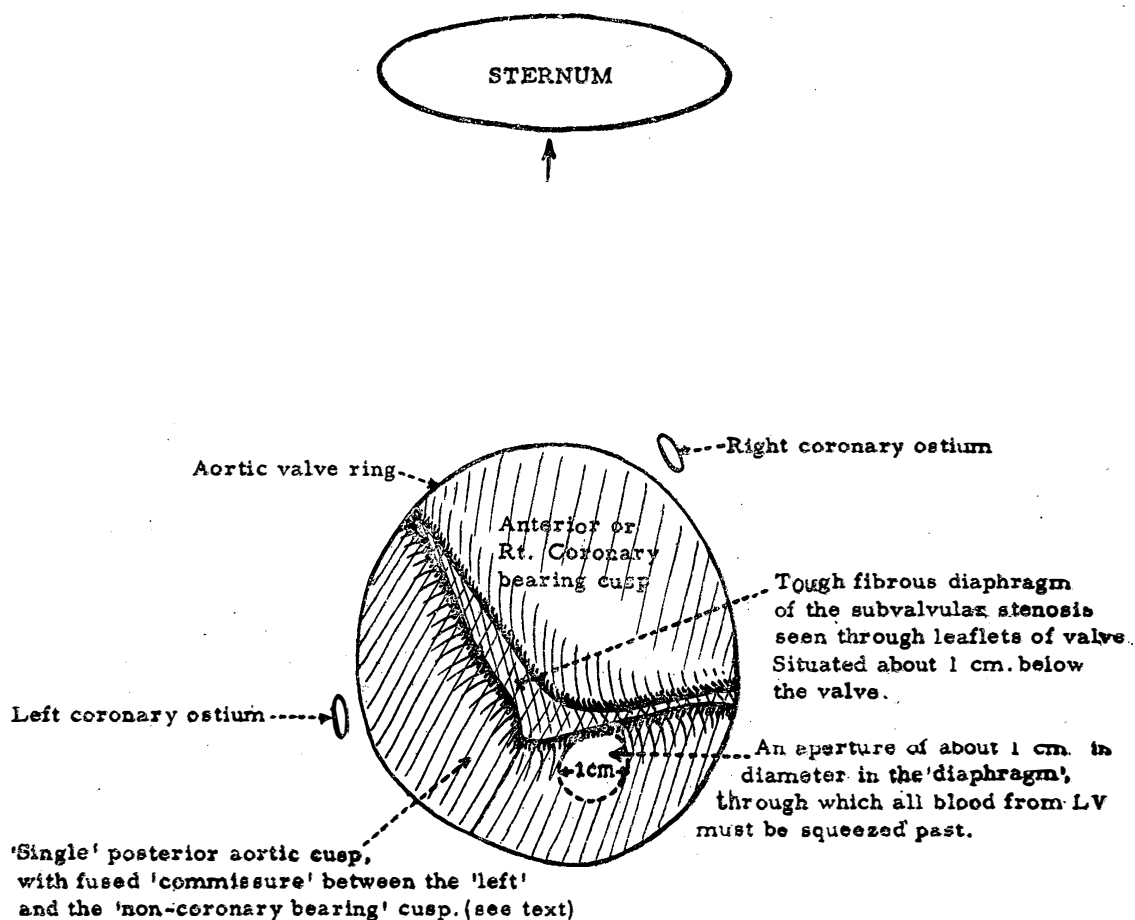 STERNUM
Right coronary ostium
Aortic valve ring
Anterior or
Rt. Coronary
bearing cusp
Tough fibrous diaphragm
of the subvalvular stenosis
seen through leaflets of valve.
Situated about 1 cm. below
the valve.
Left coronary ostium
An aperture of about 1 cm. in
diameter in the 'diaphragm',
through which all blood from LV
must be squeezed past.
1cm
'Single' posterior aortic cusp,
with fused 'commissure' between the 'left'
and the 'non-coronary bearing' cusp. (see text)